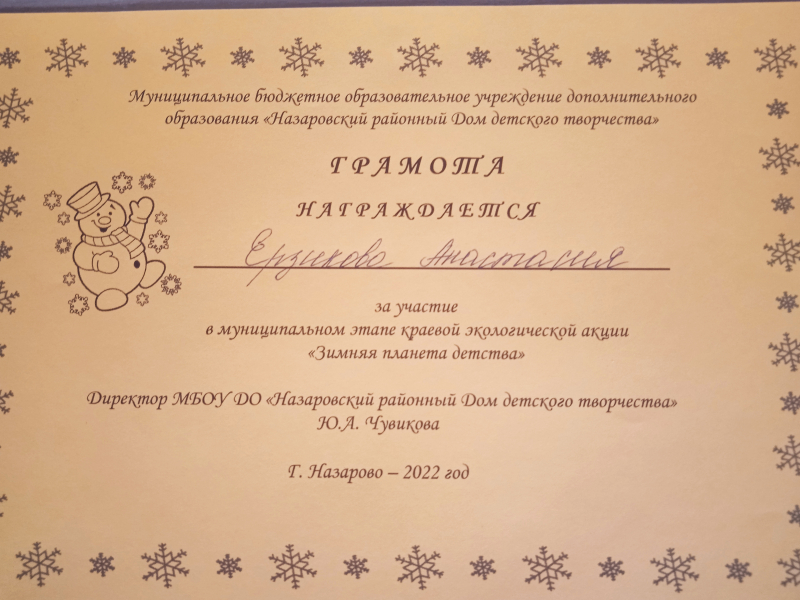 Муниципальное бюджетное образовательное учреждение дополнительного
образования «Назаровский районный Дом детского творчества»
ГРАМОТА
НАГРАЖДАЕТСЯ
Ерзикова Анастасия
за участие
в муниципальном этапе краевой экологической акции
«Зимняя планета детства»
Директор МБОУ ДО «Назаровский районный Дом детского творчества»
Ю.А. Чувикова
Г. Назарово – 2022 год